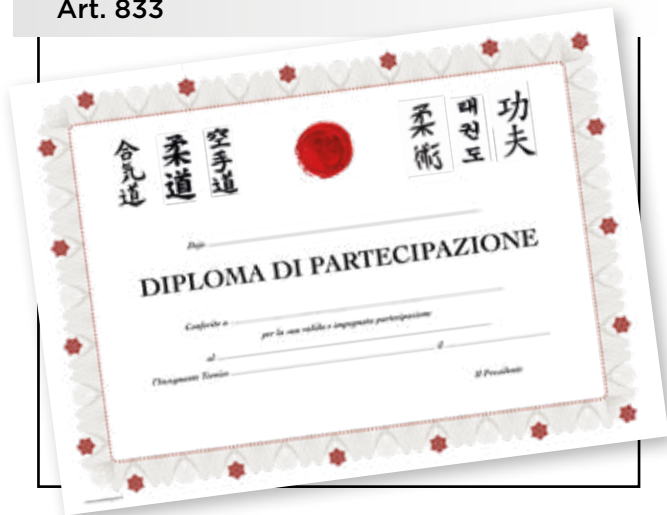 Art. 833
合気道
柔道
空手道
柔術
태권도
功夫
Dojo
DIPLOMA DI PARTECIPAZIONE
Conferito a
per la sua valida e impegnata partecipazione
al
il
l'Insegnante Tecnico
Il Presidente